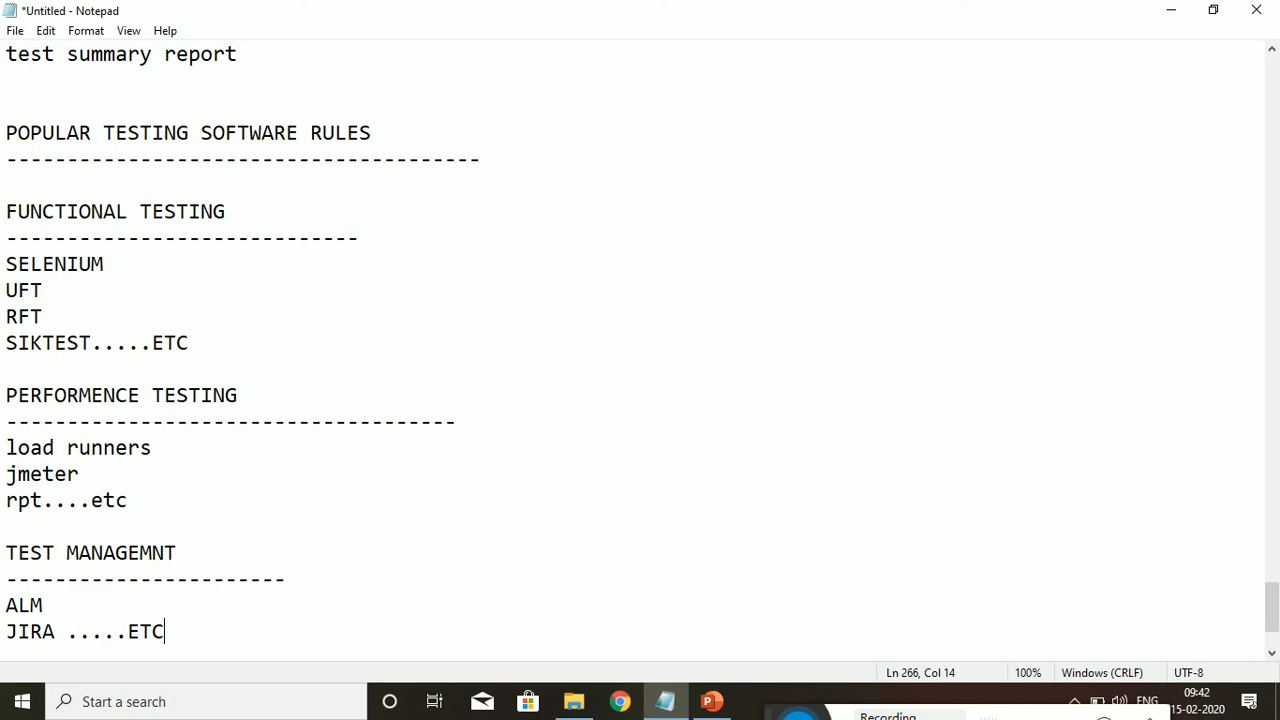 *Untitled - Notepad
File Edit Format View Help
test summary report
POPULAR TESTING SOFTWARE RULES
---------------------------------------
FUNCTIONAL TESTING
-----------------------------
SELENIUM
UFT
RFT
SIKTEST.....ETC
PERFORMENCE TESTING
-------------------------------------
load runners
jmeter
rpt....etc
TEST MANAGEMNT
-----------------------
ALM
JIRA .....ETC
Ln 266, Col 14 100% Windows (CRLF) UTF-8
Start a search ENG 09:42
15-02-2020
Recording